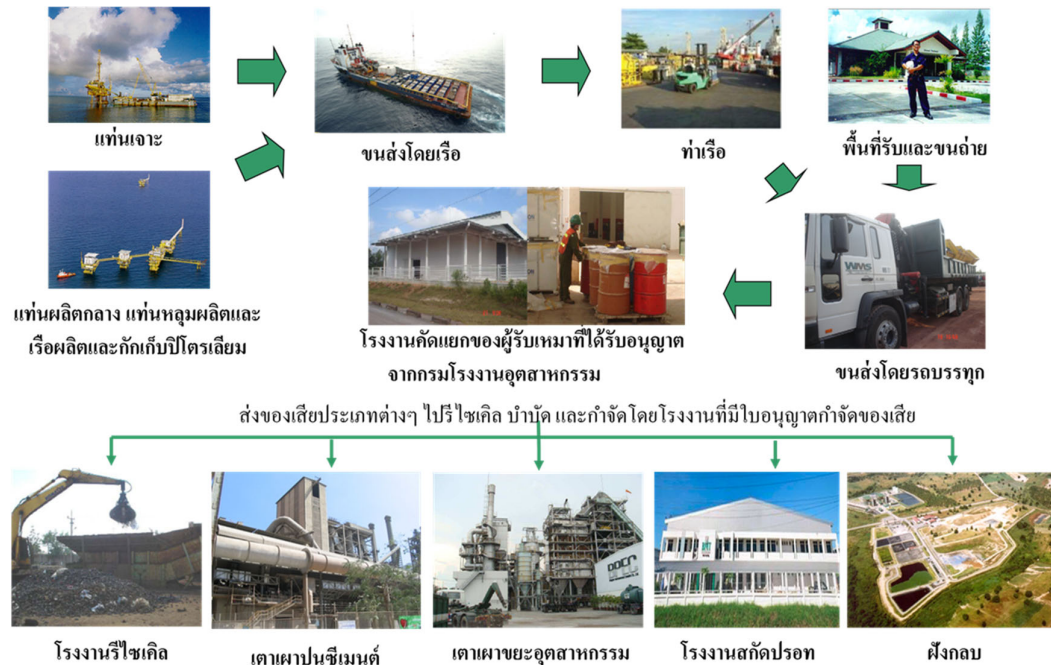 แท่นเจาะ
ขนส่งโดยเรือ
ท่าเรือ
พื้นที่รับและขนถ่าย
แท่นผลิตกลาง แท่นหลุมผลิตและ
เรือผลิตและกักเก็บปิโตรเลียม
โรงงานคัดแยกของผู้รับเหมาที่ได้รับอนุญาต
จากกรมโรงงานอุตสาหกรรม
WMS
ขนส่งโดยรถบรรทุก
ส่งของเสียประเภทต่างๆ ไปรีไซเคิล บำบัด และกำจัดโดยโรงงานที่มีใบอนุญาตกำจัดของเสีย
โรงงานรีไซเคิล
เตาเผาปูนซีเมนต์
เตาเผาขยะอุตสาหกรรม
โรงงานสกัดปรอท
ฝังกลบ